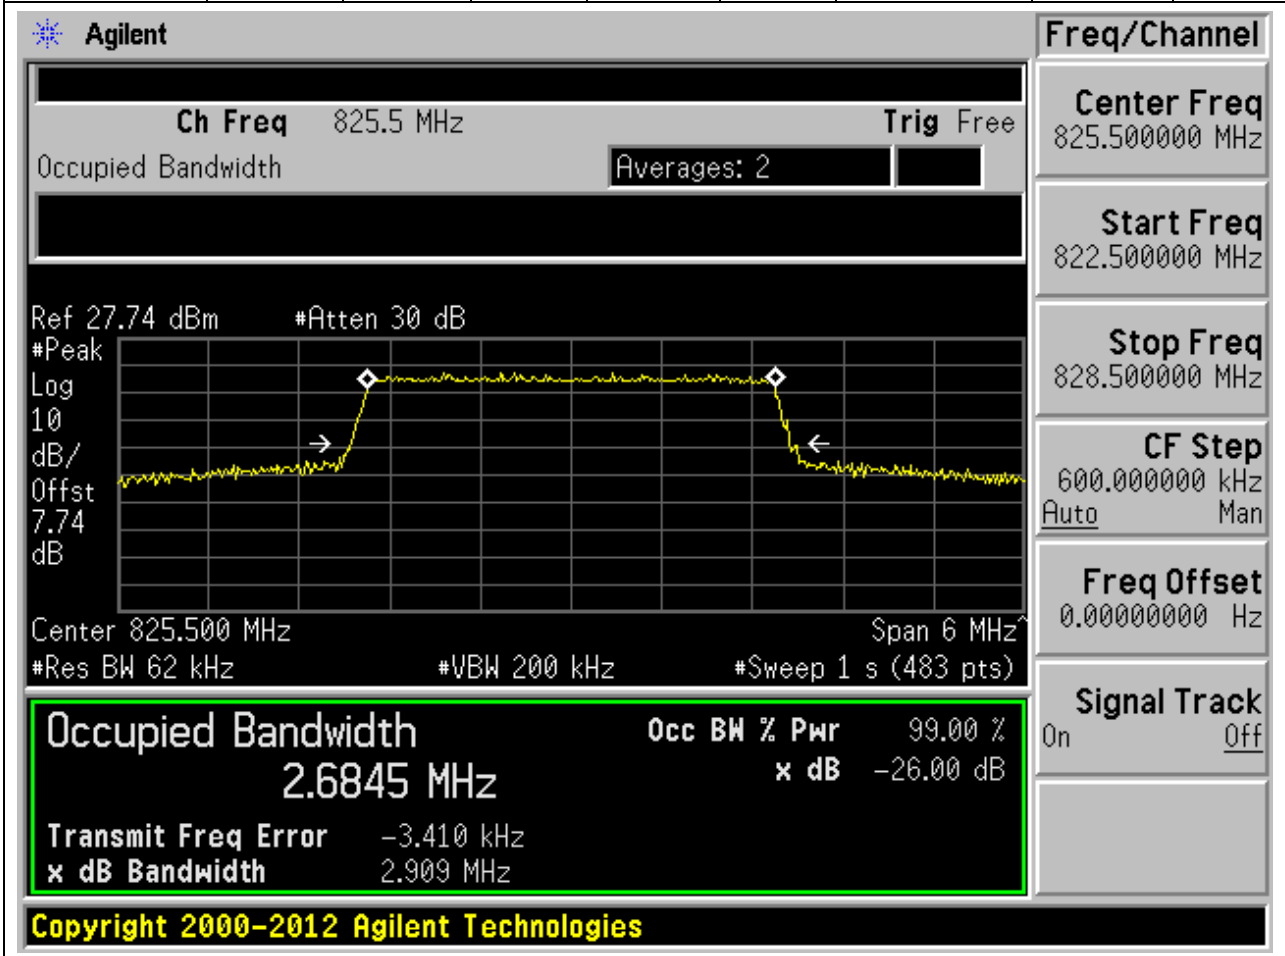 Agilent
Freq/Channel
Ch Freq 825.5 MHz Trig Free
Occupied Bandwidth Averages: 2
Center Freq
825.500000 MHz
Start Freq
822.500000 MHz
Stop Freq
828.500000 MHz
CF Step
600.000000 kHz
Auto Man
Freq Offset
0.00000000 Hz
Signal Track
On Off
Ref 27.74 dBm #Atten 30 dB
#Peak
Log
10
dB/
Offst
7.74
dB
Center 825.500 MHz Span 6 MHz^
#Res BW 62 kHz #VBW 200 kHz #Sweep 1 s (483 pts)
Occupied Bandwidth Occ BW % Pwr 99.00 %
2.6845 MHz x dB -26.00 dB
Transmit Freq Error -3.410 kHz
x dB Bandwidth 2.909 MHz
Copyright 2000-2012 Agilent Technologies